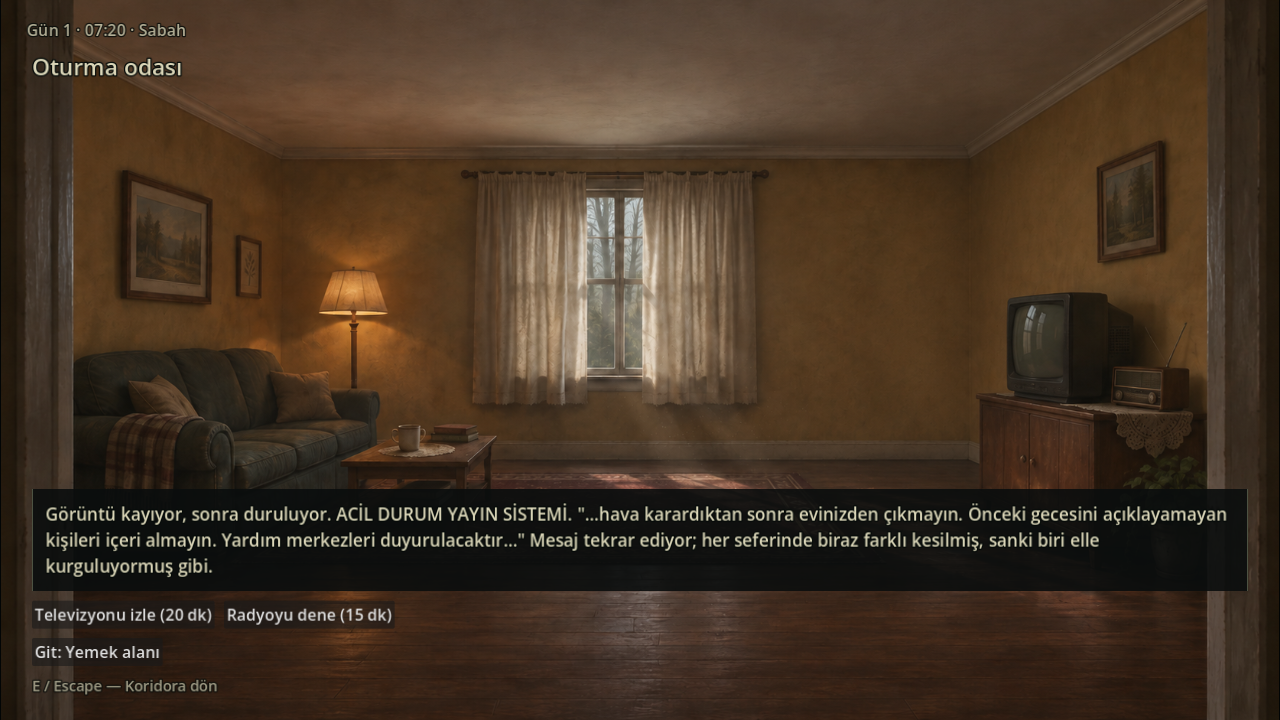 Gün 1 · 07:20 · Sabah
Oturma odası
Görüntü kayıyor, sonra duruluyor. ACİL DURUM YAYIN SİSTEMİ. "...hava karardıktan sonra evinizden çıkmayın. Önceki gecesini açıklayamayan
kişileri içeri almayın. Yardım merkezleri duyurulacaktır..." Mesaj tekrar ediyor; her seferinde biraz farklı kesilmiş, sanki biri elle
kurguluyormuş gibi.
Televizyonu izle (20 dk) Radyoyu dene (15 dk)
Git: Yemek alanı
E / Escape — Koridora dön